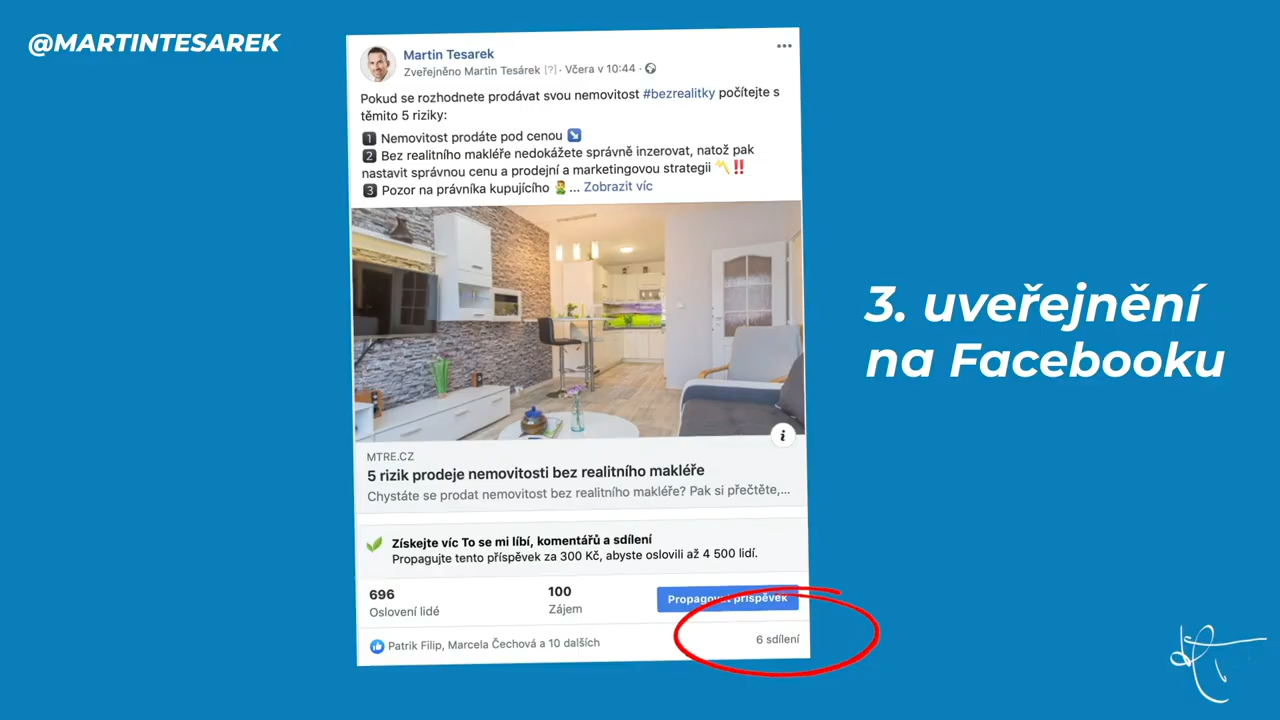 @MARTINTESAREK
Martin Tesarek
Zveřejněno Martin Tesárek [?] · Včera v 10:44 ·
Pokud se rozhodnete prodávat svou nemovitost #bezrealitky počítejte s
těmito 5 riziky:
1 Nemovitost prodáte pod cenou ↘️
2 Bez realitního makléře nedokážete správně inzerovat, natož pak
nastavit správnou cenu a prodejní a marketingovou strategii 〽️‼️
3 Pozor na právníka kupujícího ... Zobrazit víc
MTRE.CZ
5 rizik prodeje nemovitosti bez realitního makléře
Chystáte se prodat nemovitost bez realitního makléře? Pak si přečtěte,...
Získejte víc To se mi líbí, komentářů a sdílení
Propagujte tento příspěvek za 300 Kč, abyste oslovili až 4 500 lidí.
696
Oslovení lidé
100
Zájem
Propagovat příspěvek
Patrik Filip, Marcela Čechová a 10 dalších
6 sdílení
3. uveřejnění
na Facebooku